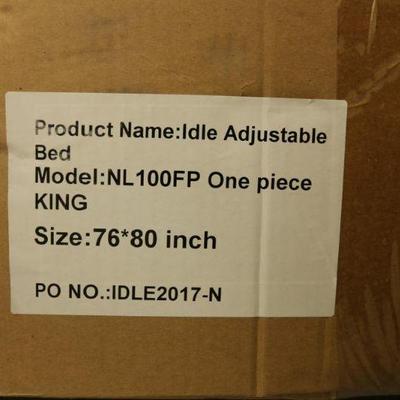 Product Name:Idle Adjustable
Bed
Model:NL100FP One piece
KING
Size:76*80 inch
PO NO.:IDLE2017-N